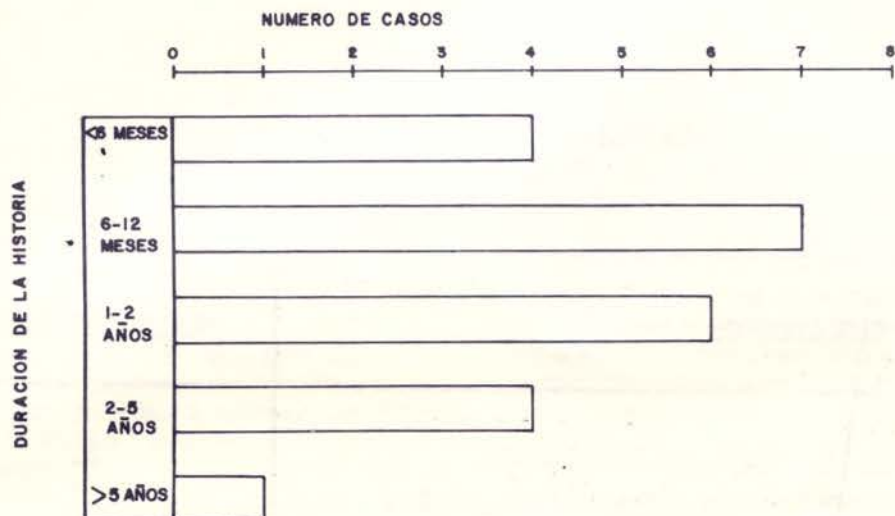 NUMERO DE CASOS
0 1 2 3 4 5 6 7 8
DURACION DE LA HISTORIA
<6 MESES
6-12
MESES
1-2
AÑOS
2-5
AÑOS
>5 AÑOS